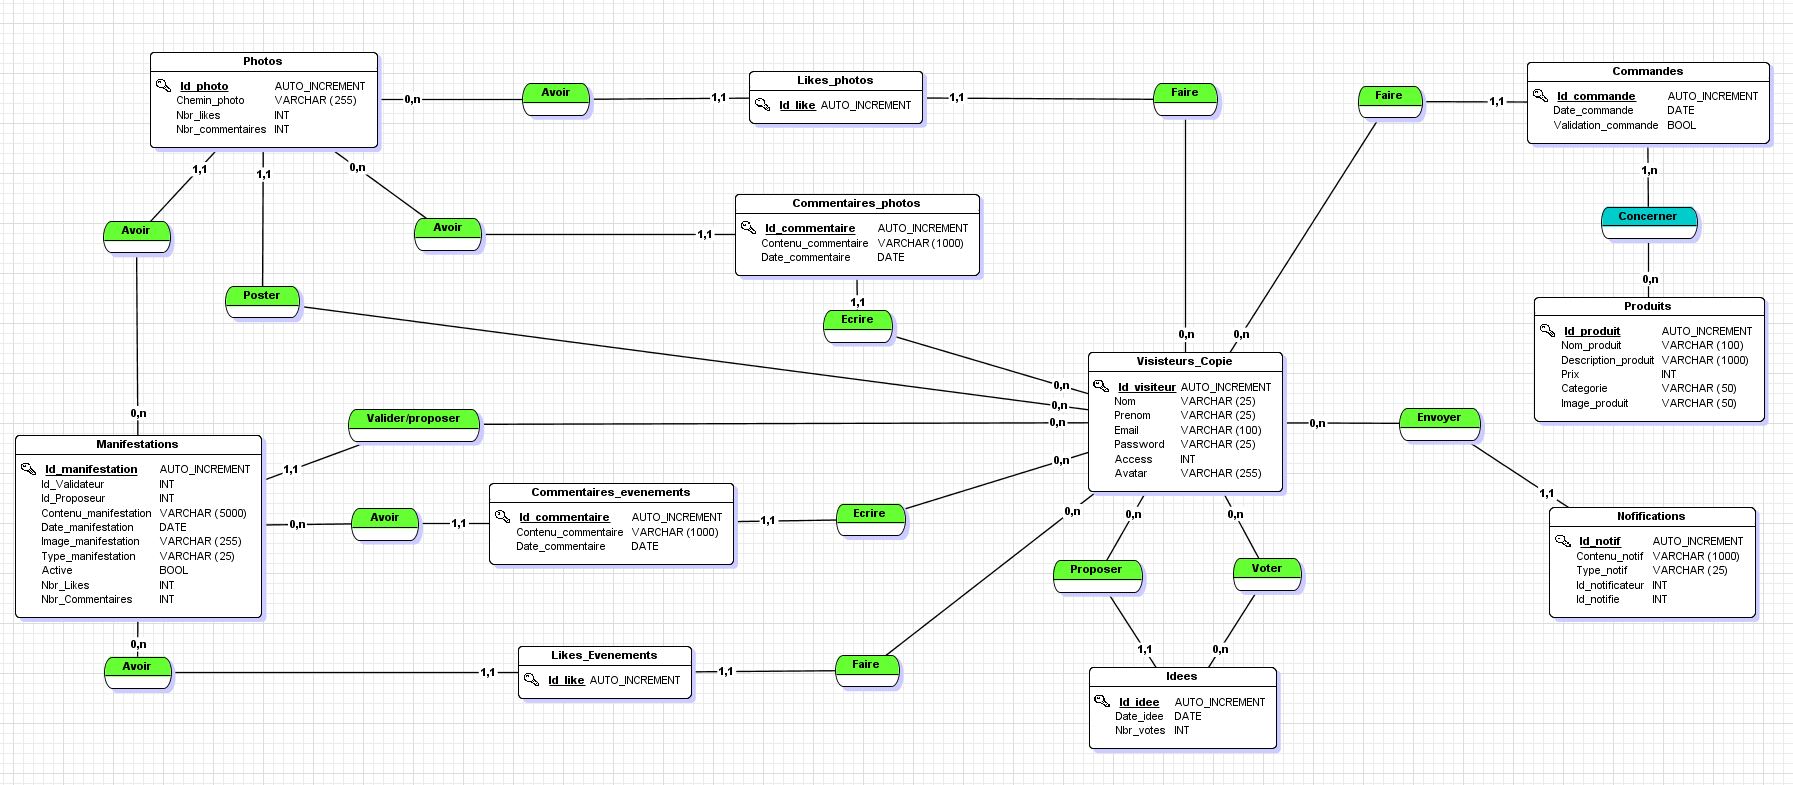 Photos
Id_photo AUTO_INCREMENT
Chemin_photo VARCHAR (255)
Nbr_likes INT
Nbr_commentaires INT
0,n
Avoir
1,1
Likes_photos
Id_like AUTO_INCREMENT
1,1
Faire
0,n
Faire
1,1
0,n
Commandes
Id_commande AUTO_INCREMENT
Date_commande DATE
Validation_commande BOOL
1,n
Concerner
0,n
Produits
Id_produit AUTO_INCREMENT
Nom_produit VARCHAR (100)
Description_produit VARCHAR (1000)
Prix INT
Categorie VARCHAR (50)
Image_produit VARCHAR (50)
1,1
Avoir
0,n
1,1
Poster
0,n
0,n
Avoir
1,1
Commentaires_photos
Id_commentaire AUTO_INCREMENT
Contenu_commentaire VARCHAR (1000)
Date_commentaire DATE
1,1
Ecrire
0,n
Visisteurs_Copie
Id_visiteur AUTO_INCREMENT
Nom VARCHAR (25)
Prenom VARCHAR (25)
Email VARCHAR (100)
Password VARCHAR (25)
Access INT
Avatar VARCHAR (255)
0,n
Envoyer
1,1
Nofifications
Id_notif AUTO_INCREMENT
Contenu_notif VARCHAR (1000)
Type_notif VARCHAR (25)
Id_notificateur INT
Id_notifie INT
Valider/proposer
0,n
1,1
Manifestations
Id_manifestation AUTO_INCREMENT
Id_Validateur INT
Id_Proposeur INT
Contenu_manifestation VARCHAR (5000)
Date_manifestation DATE
Image_manifestation VARCHAR (255)
Type_manifestation VARCHAR (25)
Active BOOL
Nbr_Likes INT
Nbr_Commentaires INT
0,n
Avoir
1,1
Commentaires_evenements
Id_commentaire AUTO_INCREMENT
Contenu_commentaire VARCHAR (1000)
Date_commentaire DATE
1,1
Ecrire
0,n
0,n
Avoir
1,1
Likes_Evenements
Id_like AUTO_INCREMENT
1,1
Faire
0,n
0,n
Proposer
1,1
0,n
Voter
0,n
Idees
Id_idee AUTO_INCREMENT
Date_idee DATE
Nbr_votes INT